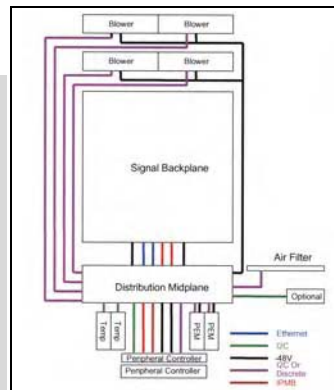 Blower Blower
Blower Blower
Signal Backplane
Air Filter
Distribution Midplane
Optional
Temp
Temp
PEM
PEM
Peripheral Controller
Peripheral Controller
Ethernet
I2C
-48V
I2C Or
Discrete
IPMB